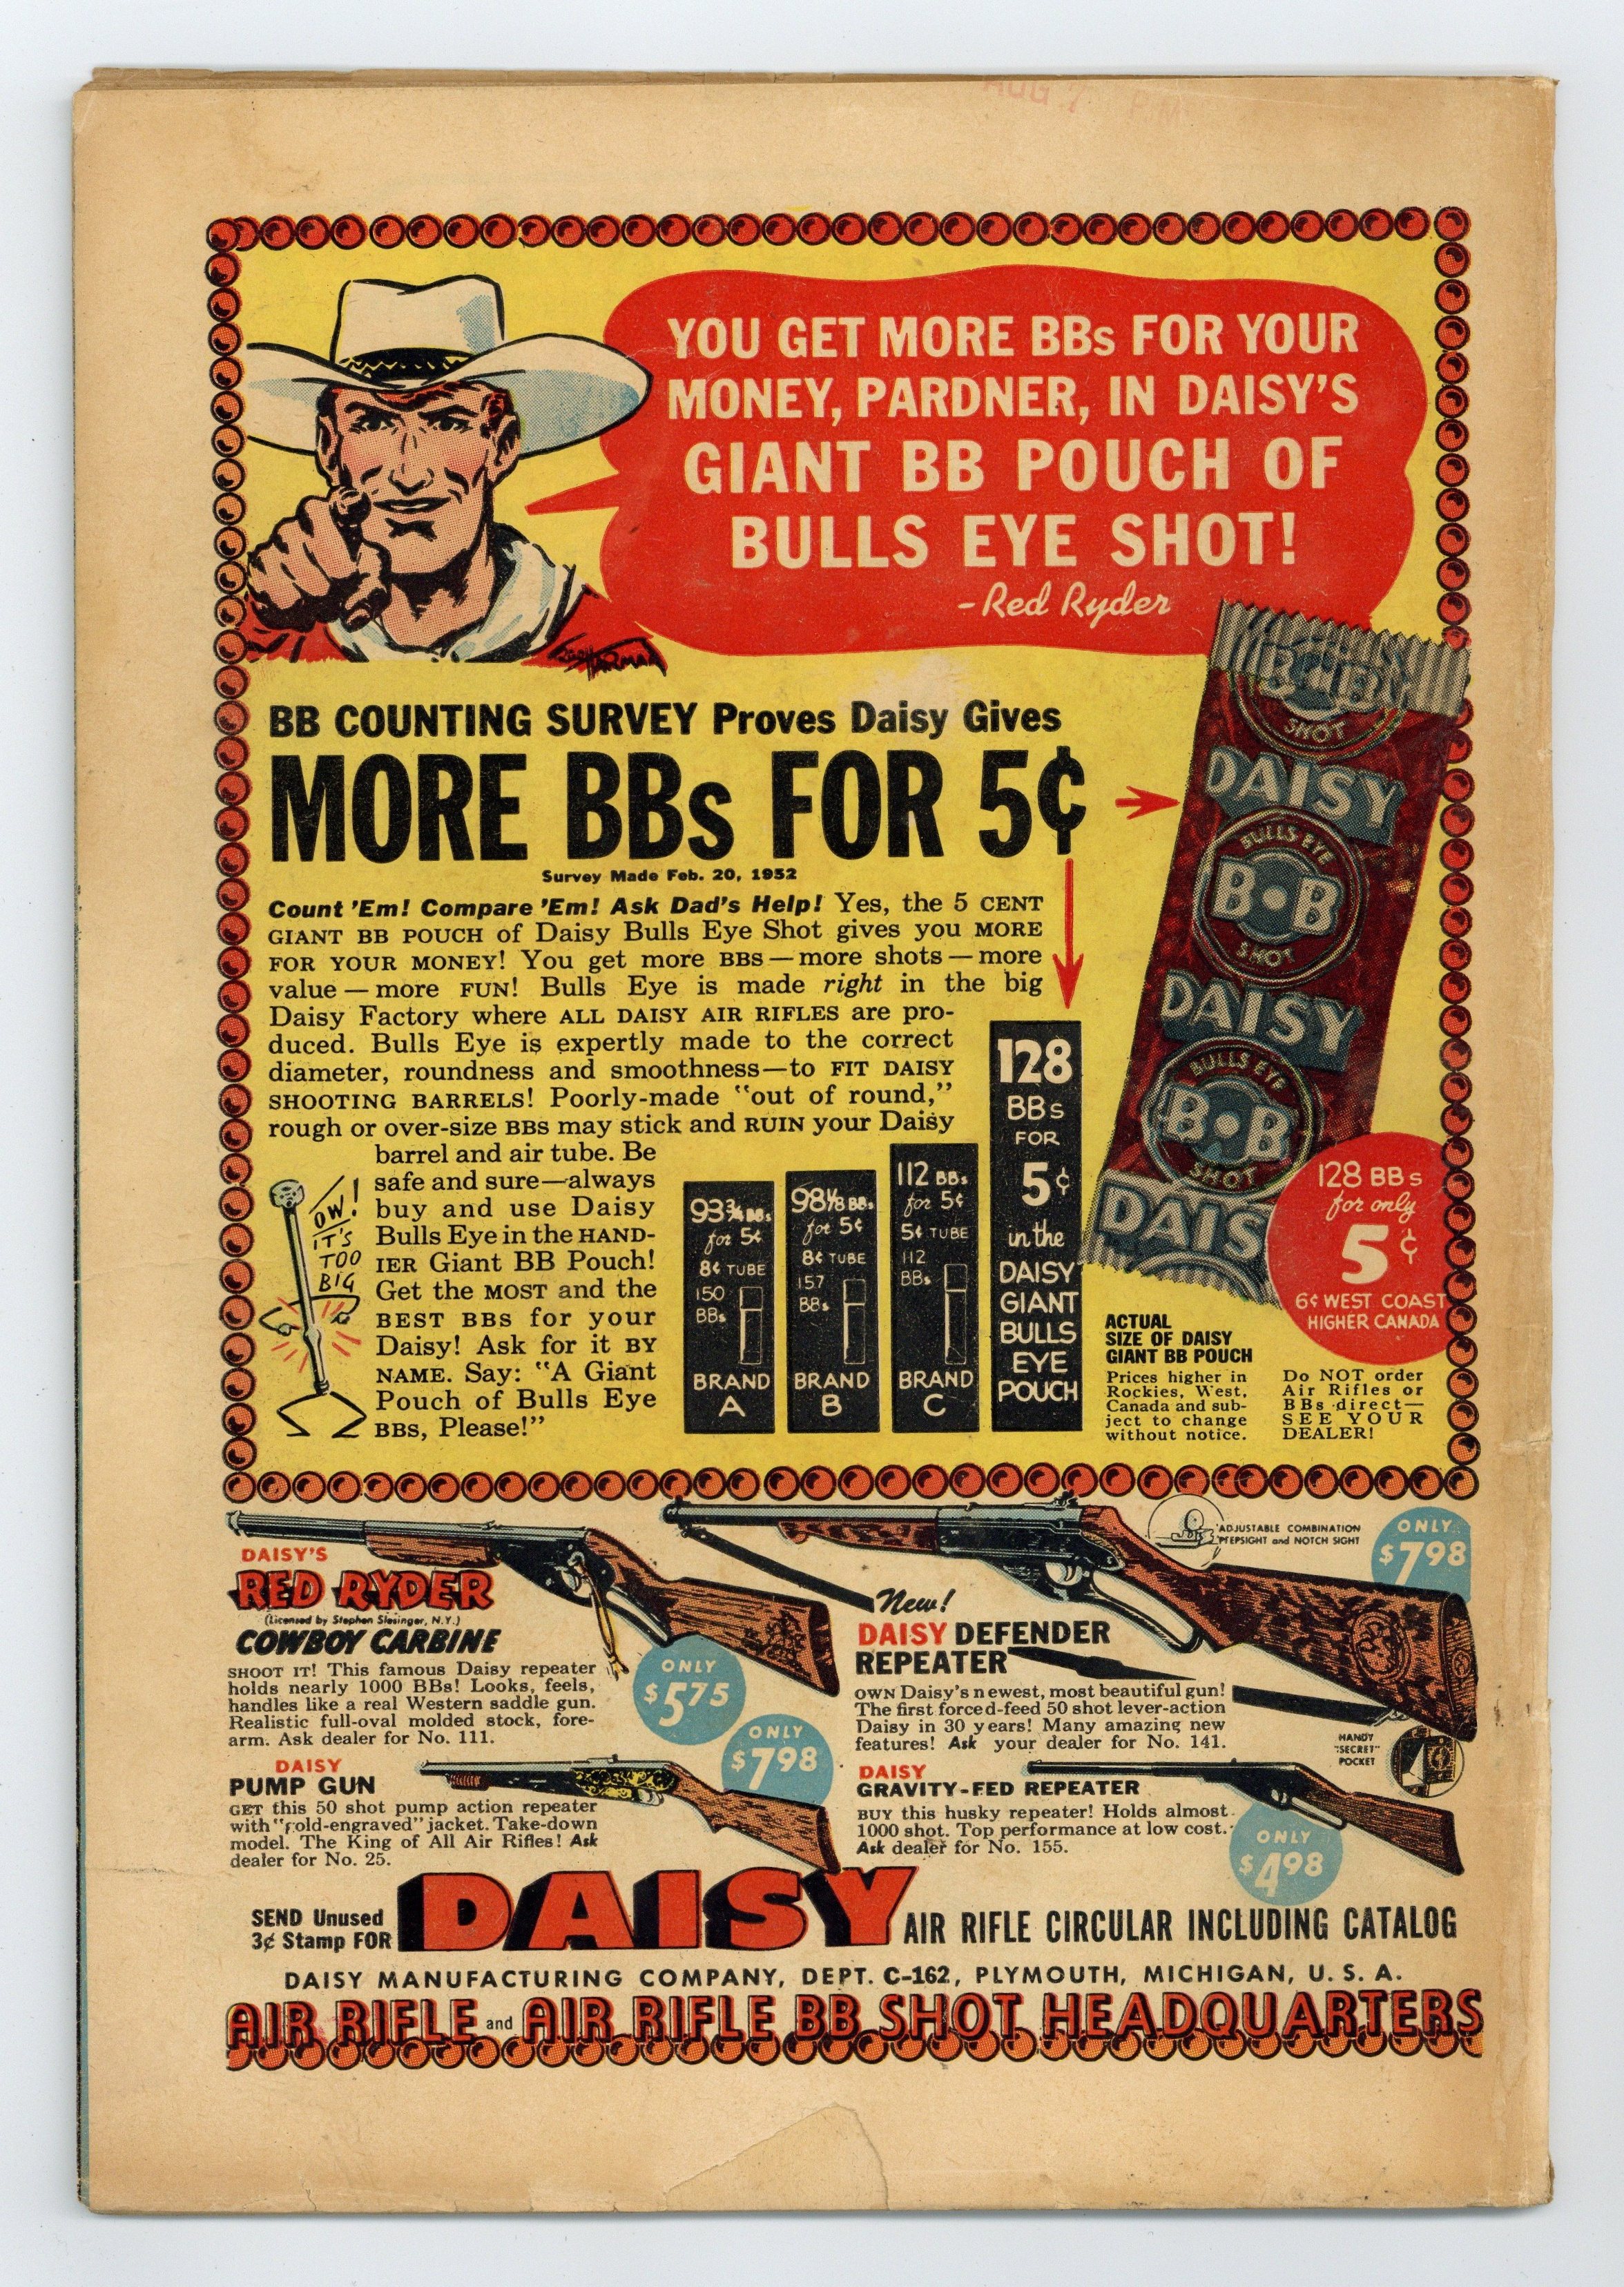 AUG 7 P.M.
YOU GET MORE BBs FOR YOUR
MONEY, PARDNER, IN DAISY'S
GIANT BB POUCH OF
BULLS EYE SHOT!
- Red Ryder
BB COUNTING SURVEY Proves Daisy Gives
MORE BBs FOR 5¢
Survey Made Feb. 20, 1952
Count 'Em! Compare 'Em! Ask Dad's Help! Yes, the 5 CENT
GIANT BB POUCH of Daisy Bulls Eye Shot gives you MORE
FOR YOUR MONEY! You get more BBs — more shots — more
value — more FUN! Bulls Eye is made right in the big
Daisy Factory where ALL DAISY AIR RIFLES are pro-
duced. Bulls Eye is expertly made to the correct
diameter, roundness and smoothness—to FIT DAISY
SHOOTING BARRELS! Poorly-made "out of round,"
rough or over-size BBs may stick and RUIN your Daisy
barrel and air tube. Be
safe and sure—always
buy and use Daisy
Bulls Eye in the HAND-
IER Giant BB Pouch!
Get the MOST and the
BEST BBs for your
Daisy! Ask for it BY
NAME. Say: "A Giant
Pouch of Bulls Eye
BBs, Please!"
OW!
IT'S
TOO
BIG
93¾ BBs
for 5¢
8¢ TUBE
150
BBs
BRAND
A
98⅛ BBs
for 5¢
8¢ TUBE
157
BBs
BRAND
B
112 BBs
for 5¢
5¢ TUBE
112
BBs
BRAND
C
128
BBs
FOR
5¢
in the
DAISY
GIANT
BULLS
EYE
POUCH
B•B
SHOT
DAISY
BULLS EYE
B•B
SHOT
DAISY
BULLS EYE
B•B
SHOT
DAIS
128 BBs
for only
5¢
6¢ WEST COAST
HIGHER CANADA
ACTUAL
SIZE OF DAISY
GIANT BB POUCH
Prices higher in
Rockies, West,
Canada and sub-
ject to change
without notice.
Do NOT order
Air Rifles or
BBs direct—
SEE YOUR
DEALER!
DAISY'S
RED RYDER
(Licensed by Stephen Slesinger, N.Y.)
COWBOY CARBINE
SHOOT IT! This famous Daisy repeater
holds nearly 1000 BBs! Looks, feels,
handles like a real Western saddle gun.
Realistic full-oval molded stock, fore-
arm. Ask dealer for No. 111.
ONLY
$5.75
ADJUSTABLE COMBINATION
PEEPSIGHT and NOTCH SIGHT
ONLY
$7.98
New!
DAISY DEFENDER
REPEATER
OWN Daisy's newest, most beautiful gun!
The first forced-feed 50 shot lever-action
Daisy in 30 years! Many amazing new
features! Ask your dealer for No. 141.
HANDY
"SECRET"
POCKET
DAISY
PUMP GUN
GET this 50 shot pump action repeater
with "gold-engraved" jacket. Take-down
model. The King of All Air Rifles! Ask
dealer for No. 25.
ONLY
$7.98
DAISY
GRAVITY-FED REPEATER
BUY this husky repeater! Holds almost
1000 shot. Top performance at low cost.
Ask dealer for No. 155.
ONLY
$4.98
SEND Unused
3¢ Stamp FOR
DAISY AIR RIFLE CIRCULAR INCLUDING CATALOG
DAISY MANUFACTURING COMPANY, DEPT. C-162, PLYMOUTH, MICHIGAN, U. S. A.
AIR RIFLE and AIR RIFLE BB SHOT HEADQUARTERS